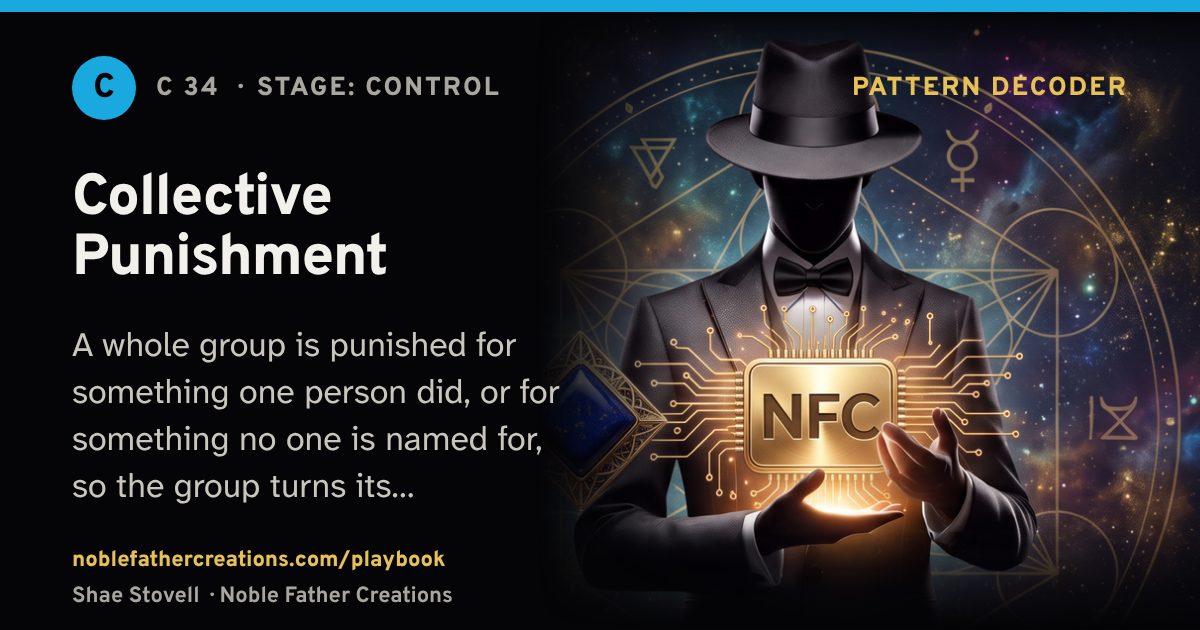 C
C 34 · STAGE: CONTROL
PATTERN DECODER
Collective
Punishment
A whole group is punished for
something one person did, or for
something no one is named for,
so the group turns its...
NFC
noblefathercreations.com/playbook
Shae Stovell · Noble Father Creations